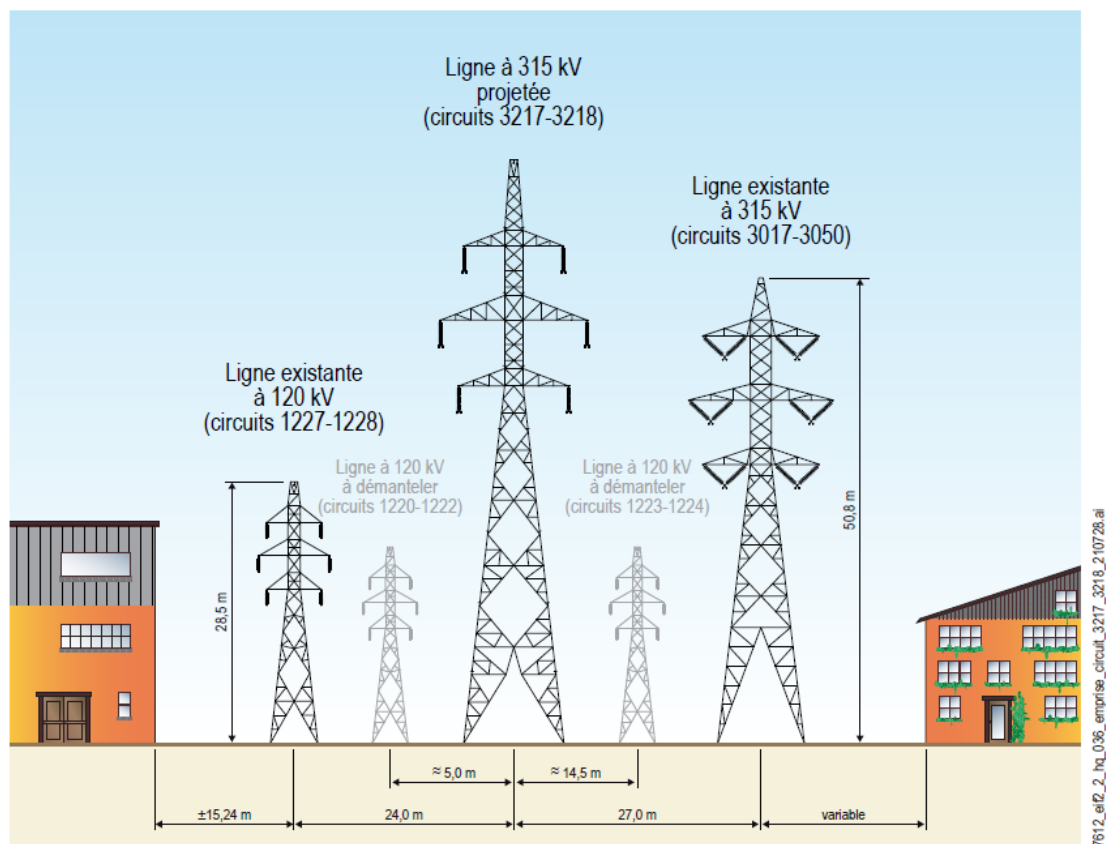 Ligne à 315 kV
projetée
(circuits 3217-3218)
Ligne existante
à 315 kV
(circuits 3017-3050)
Ligne existante
à 120 kV
(circuits 1227-1228)
Ligne à 120 kV
à démanteler
(circuits 1220-1222)
Ligne à 120 kV
à démanteler
(circuits 1223-1224)
28,5 m
50,8 m
≈ 5,0 m
≈ 14,5 m
±15,24 m
24,0 m
27,0 m
variable
7612_eif2_2_hq_036_emprise_circuit_3217_3218_210728.ai